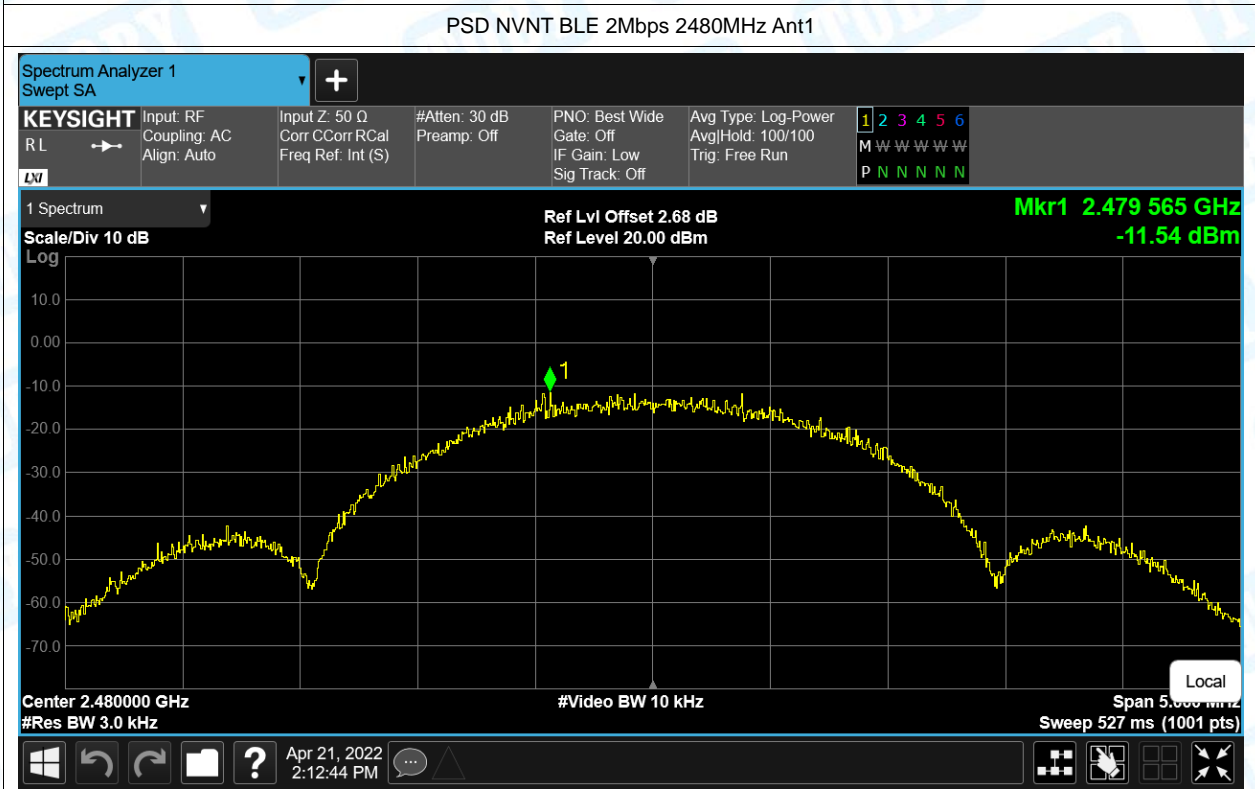 PSD NVNT BLE 2Mbps 2480MHz Ant1
Spectrum Analyzer 1
Swept SA
KEYSIGHT
R L
LXI
Input: RF
Coupling: AC
Align: Auto
Input Z: 50 Ω
Corr CCorr RCal
Freq Ref: Int (S)
#Atten: 30 dB
Preamp: Off
PNO: Best Wide
Gate: Off
IF Gain: Low
Sig Track: Off
Avg Type: Log-Power
Avg|Hold: 100/100
Trig: Free Run
1 2 3 4 5 6
M W W W W W
P N N N N N
1 Spectrum
Scale/Div 10 dB
Log
Ref Lvl Offset 2.68 dB
Ref Level 20.00 dBm
Mkr1 2.479 565 GHz
-11.54 dBm
10.0
0.00
-10.0
-20.0
-30.0
-40.0
-50.0
-60.0
-70.0
1
Local
Center 2.480000 GHz
#Video BW 10 kHz
Span
#Res BW 3.0 kHz
Sweep 527 ms (1001 pts)
?
Apr 21, 2022
2:12:44 PM